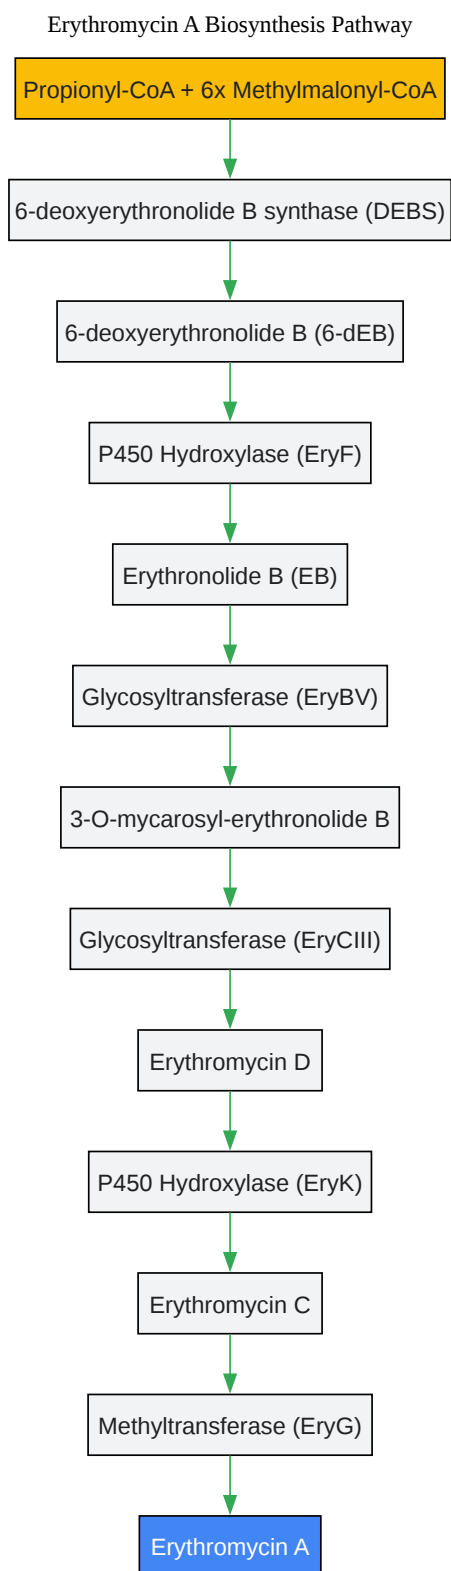 Erythromycin A Biosynthesis Pathway
Propionyl-CoA + 6x Methylmalonyl-CoA
6-deoxyerythronolide B synthase (DEBS)
6-deoxyerythronolide B (6-dEB)
P450 Hydroxylase (EryF)
Erythronolide B (EB)
Glycosyltransferase (EryBV)
3-O-mycarosyl-erythronolide B
Glycosyltransferase (EryCIII)
Erythromycin D
P450 Hydroxylase (EryK)
Erythromycin C
Methyltransferase (EryG)
Erythromycin A